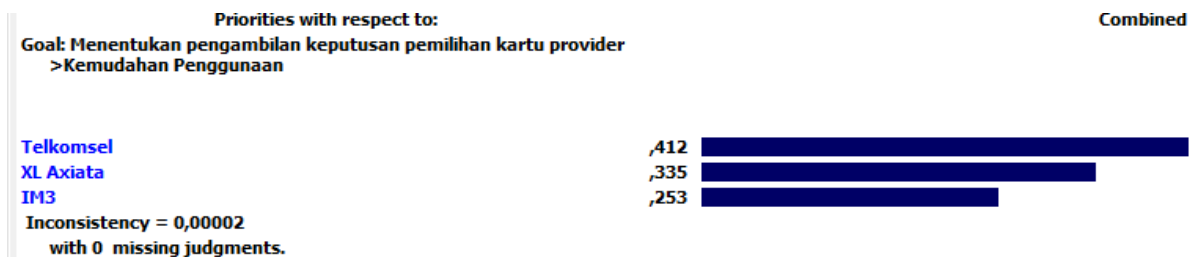 Priorities with respect to: Combined
Goal: Menentukan pengambilan keputusan pemilihan kartu provider
>Kemudahan Penggunaan
Telkomsel ,412
XL Axiata ,335
IM3 ,253
Inconsistency = 0,00002
with 0 missing judgments.